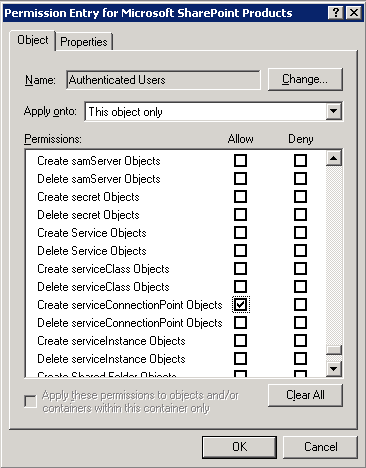 Permission Entry for Microsoft SharePoint Products
Object Properties
Name: Authenticated Users Change...
Apply onto: This object only
Permissions: Allow Deny
Create samServer Objects
Delete samServer Objects
Create secret Objects
Delete secret Objects
Create Service Objects
Delete Service Objects
Create serviceClass Objects
Delete serviceClass Objects
Create serviceConnectionPoint Objects
Delete serviceConnectionPoint Objects
Create serviceInstance Objects
Delete serviceInstance Objects
Create Shared Folder Objects
Apply these permissions to objects and/or
containers within this container only
Clear All
OK Cancel